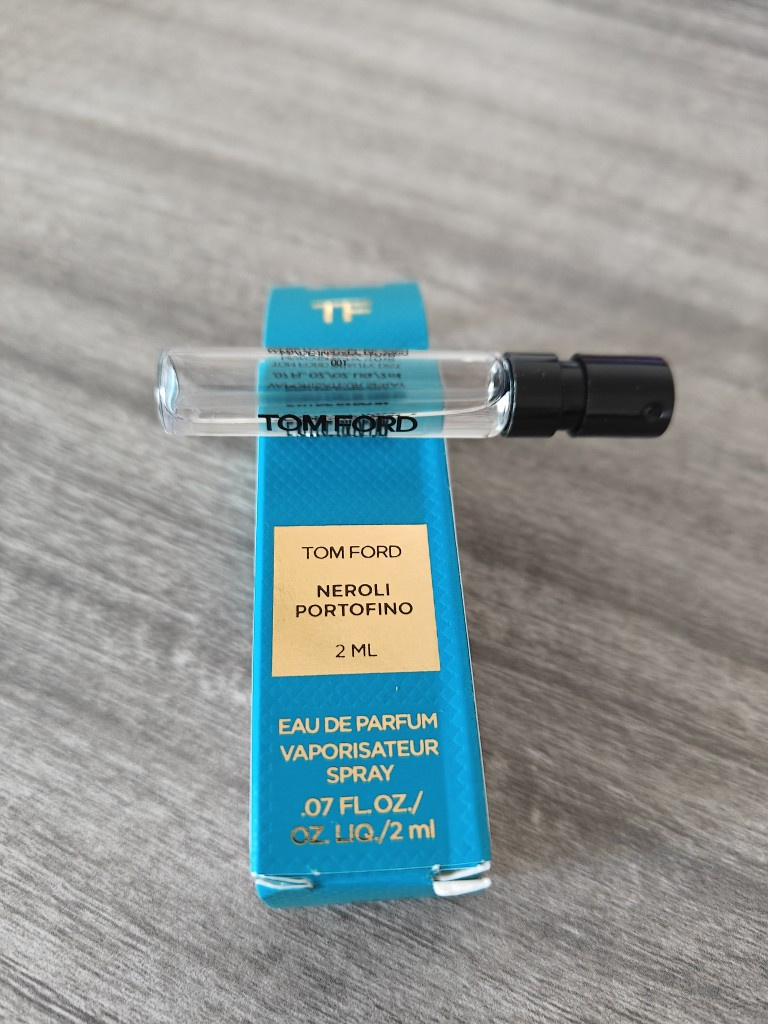 TF
TOM FORD
TOM FORD
NEROLI
PORTOFINO
2 ML
EAU DE PARFUM
VAPORISATEUR
SPRAY
.07 FL.OZ./
OZ. LIQ./2 ml